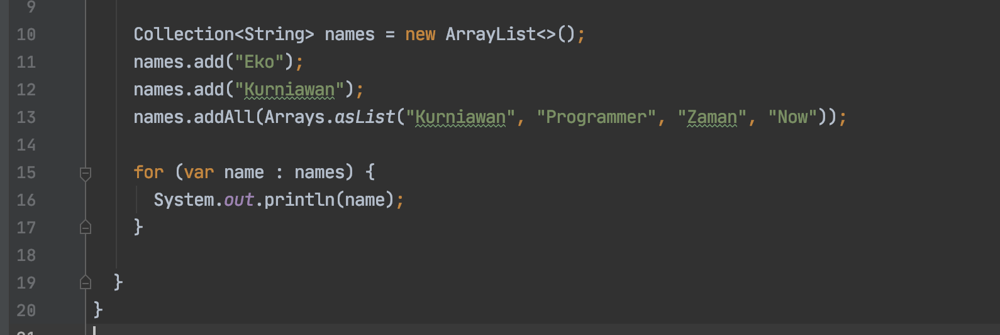 9
10 Collection<String> names = new ArrayList<>();
11 names.add("Eko");
12 names.add("Kurniawan");
13 names.addAll(Arrays.asList("Kurniawan", "Programmer", "Zaman", "Now"));
14
15 for (var name : names) {
16 System.out.println(name);
17 }
18
19 }
20 }
21